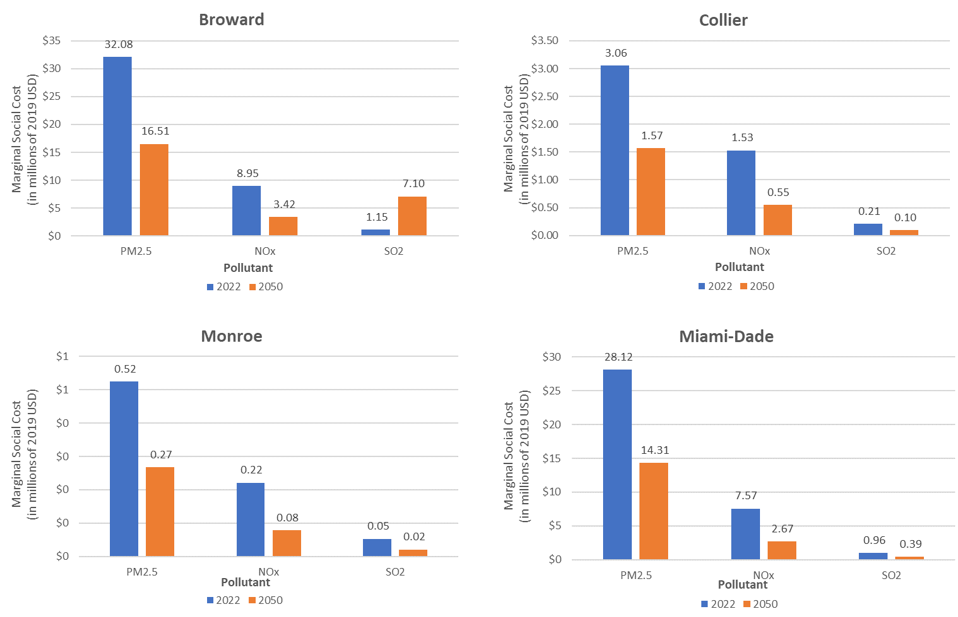 Broward
Marginal Social Cost
(in millions of 2019 USD)
$35
$30
$25
$20
$15
$10
$5
$0
32.08
16.51
8.95
3.42
1.15
7.10
PM2.5
NOx
SO2
Pollutant
2022
2050
Collier
Marginal Social Cost
(in millions of 2019 USD)
$3.50
$3.00
$2.50
$2.00
$1.50
$1.00
$0.50
$0.00
3.06
1.57
1.53
0.55
0.21
0.10
PM2.5
NOx
SO2
Pollutant
2022
2050
Monroe
Marginal Social Cost
(in millions of 2019 USD)
$1
$1
$0
$0
$0
$0
$0
0.52
0.27
0.22
0.08
0.05
0.02
PM2.5
NOx
SO2
Pollutant
2022
2050
Miami-Dade
Marginal Social Cost
(in millions of 2019 USD)
$30
$25
$20
$15
$10
$5
$0
28.12
14.31
7.57
2.67
0.96
0.39
PM2.5
NOx
SO2
Pollutant
2022
2050